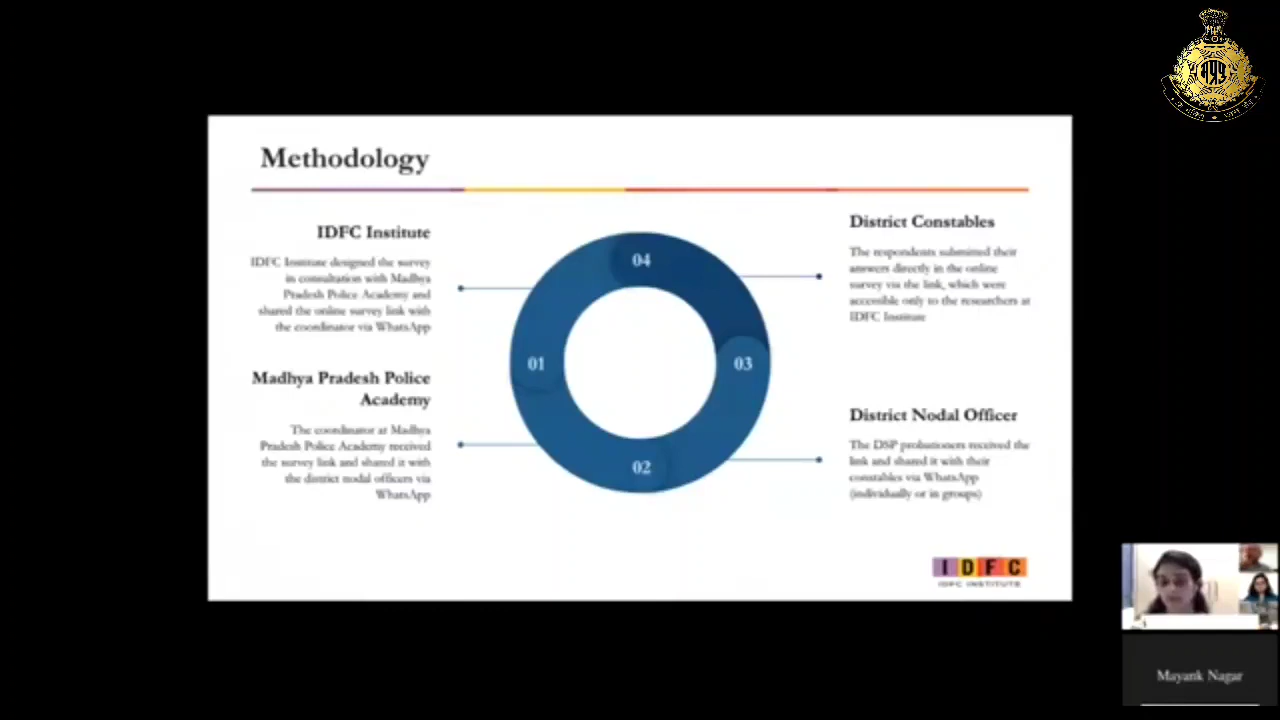 Methodology
IDFC Institute
IDFC Institute designed the survey
in consultation with Madhya
Pradesh Police Academy and
shared the online survey link with
the coordinator via WhatsApp
Madhya Pradesh Police
Academy
The coordinator at Madhya
Pradesh Police Academy received
the survey link and shared it with
the district nodal officers via
WhatsApp
04
01
03
02
District Constables
The respondents submitted their
answers directly in the online
survey via the link, which were
accessible only to the researchers at
IDFC Institute
District Nodal Officer
The DSP probationers received the
link and shared it with their
constables via WhatsApp
(individually or in groups)
IDFC
IDFC INSTITUTE
Mayank Nagar